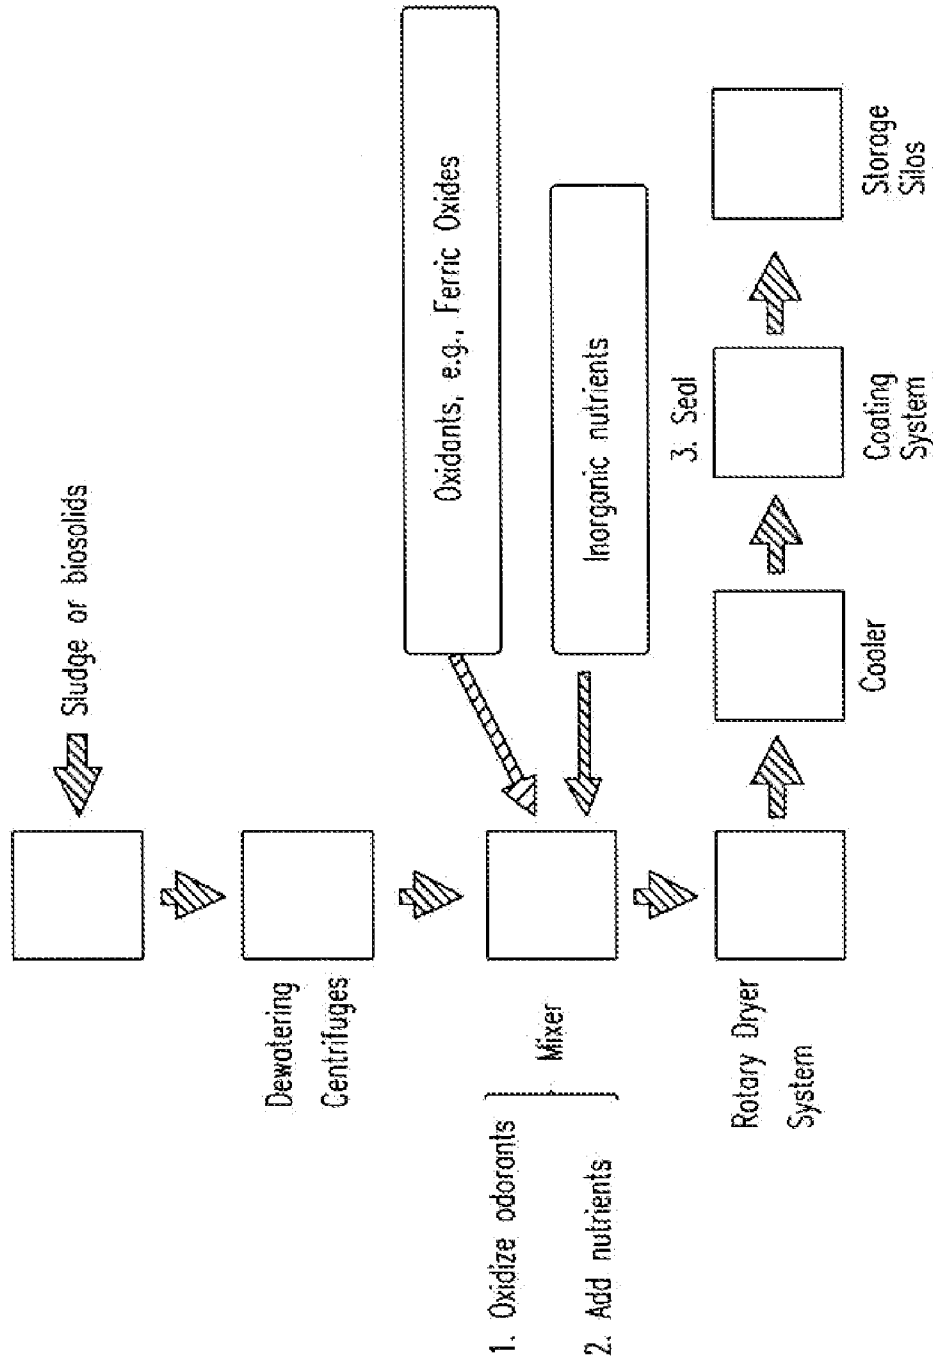 Sludge or biosolids
Dewatering
Centrifuges
Oxidants, e.g., Ferric Oxides
1. Oxidize odorants
2. Add nutrients
Mixer
Inorganic nutrients
Rotary Dryer
System
Cooler
3. Seal
Coating
System
Storage
Silos